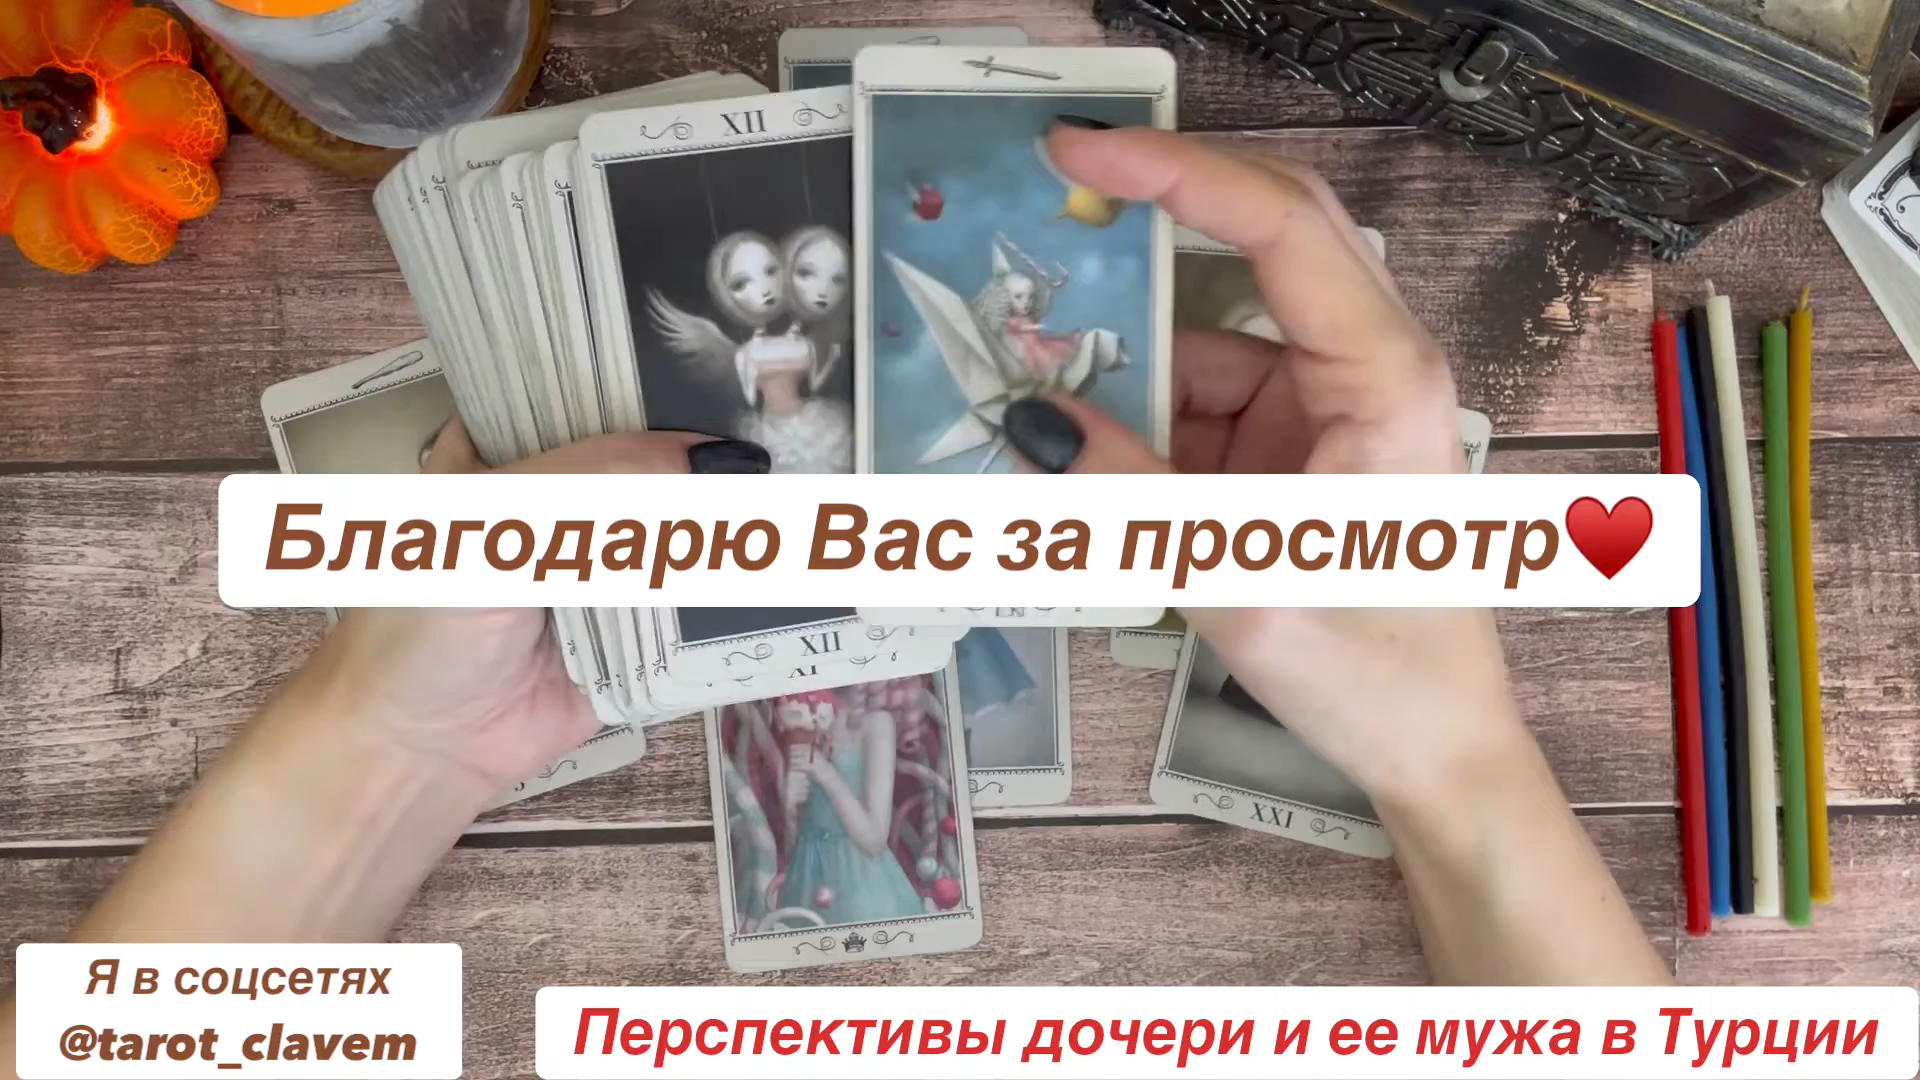 XII
Благодарю Вас за просмотр♥️
XII
XXI
Я в соцсетях
@tarot_clavem
Перспективы дочери и ее мужа в Турции